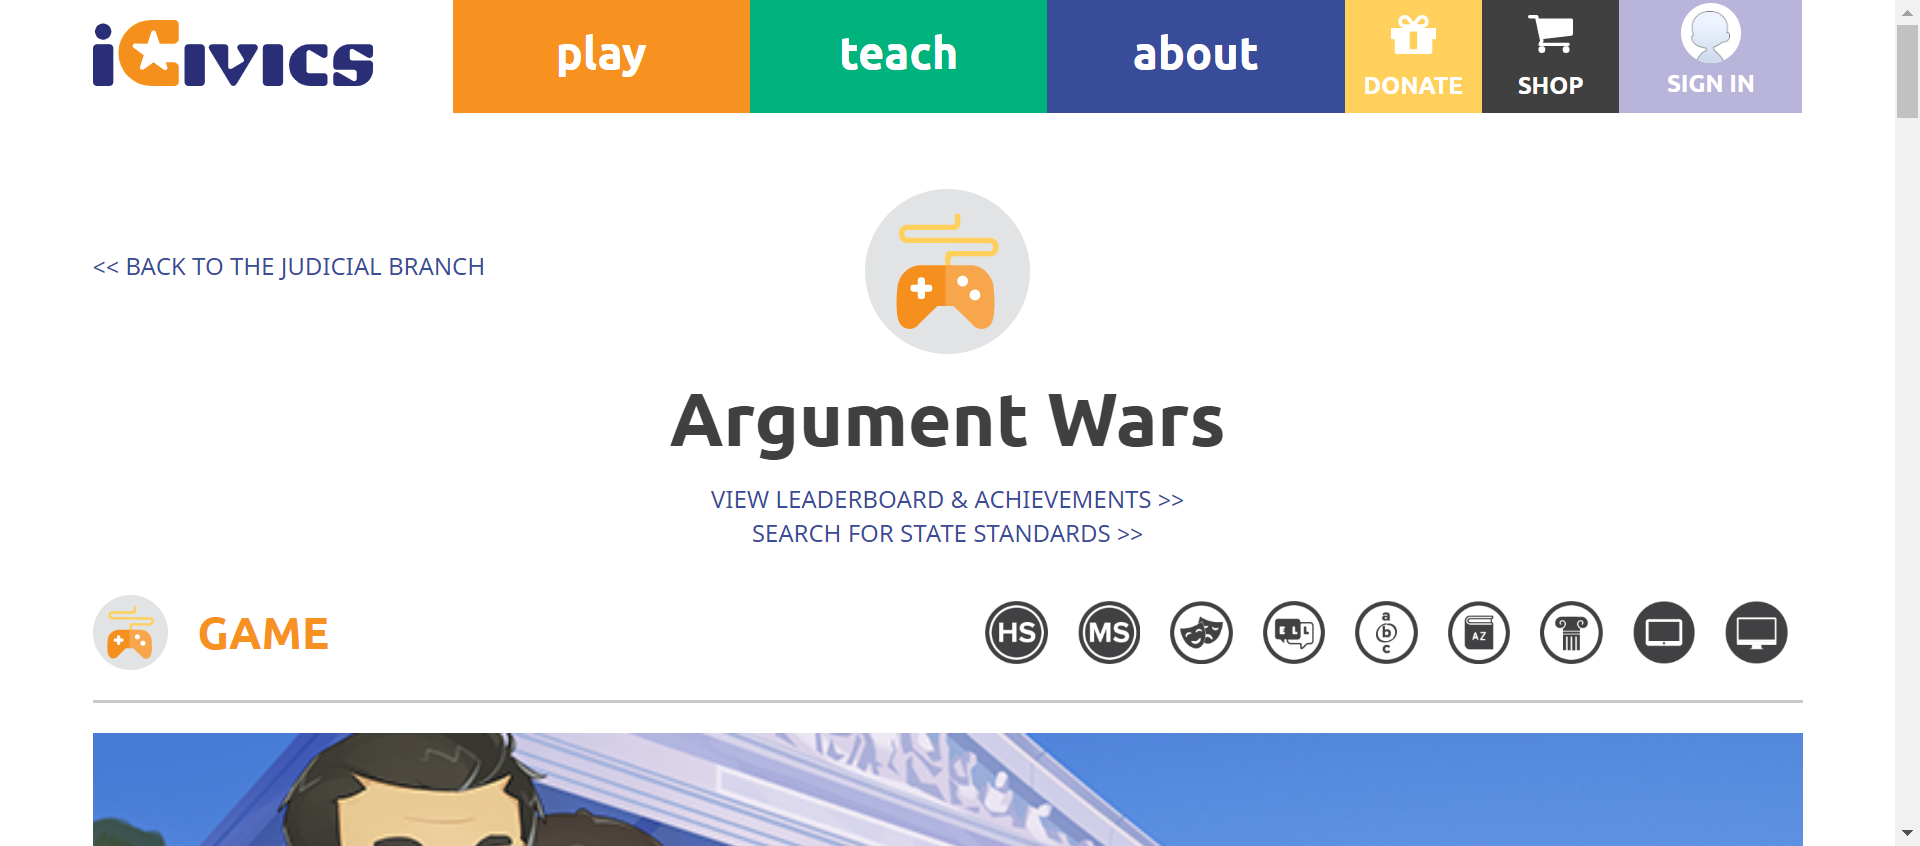 iCivics
play
teach
about
DONATE
SHOP
SIGN IN
<< BACK TO THE JUDICIAL BRANCH
Argument Wars
VIEW LEADERBOARD & ACHIEVEMENTS >>
SEARCH FOR STATE STANDARDS >>
GAME
HS
MS
ELL
a
b
c
AZ